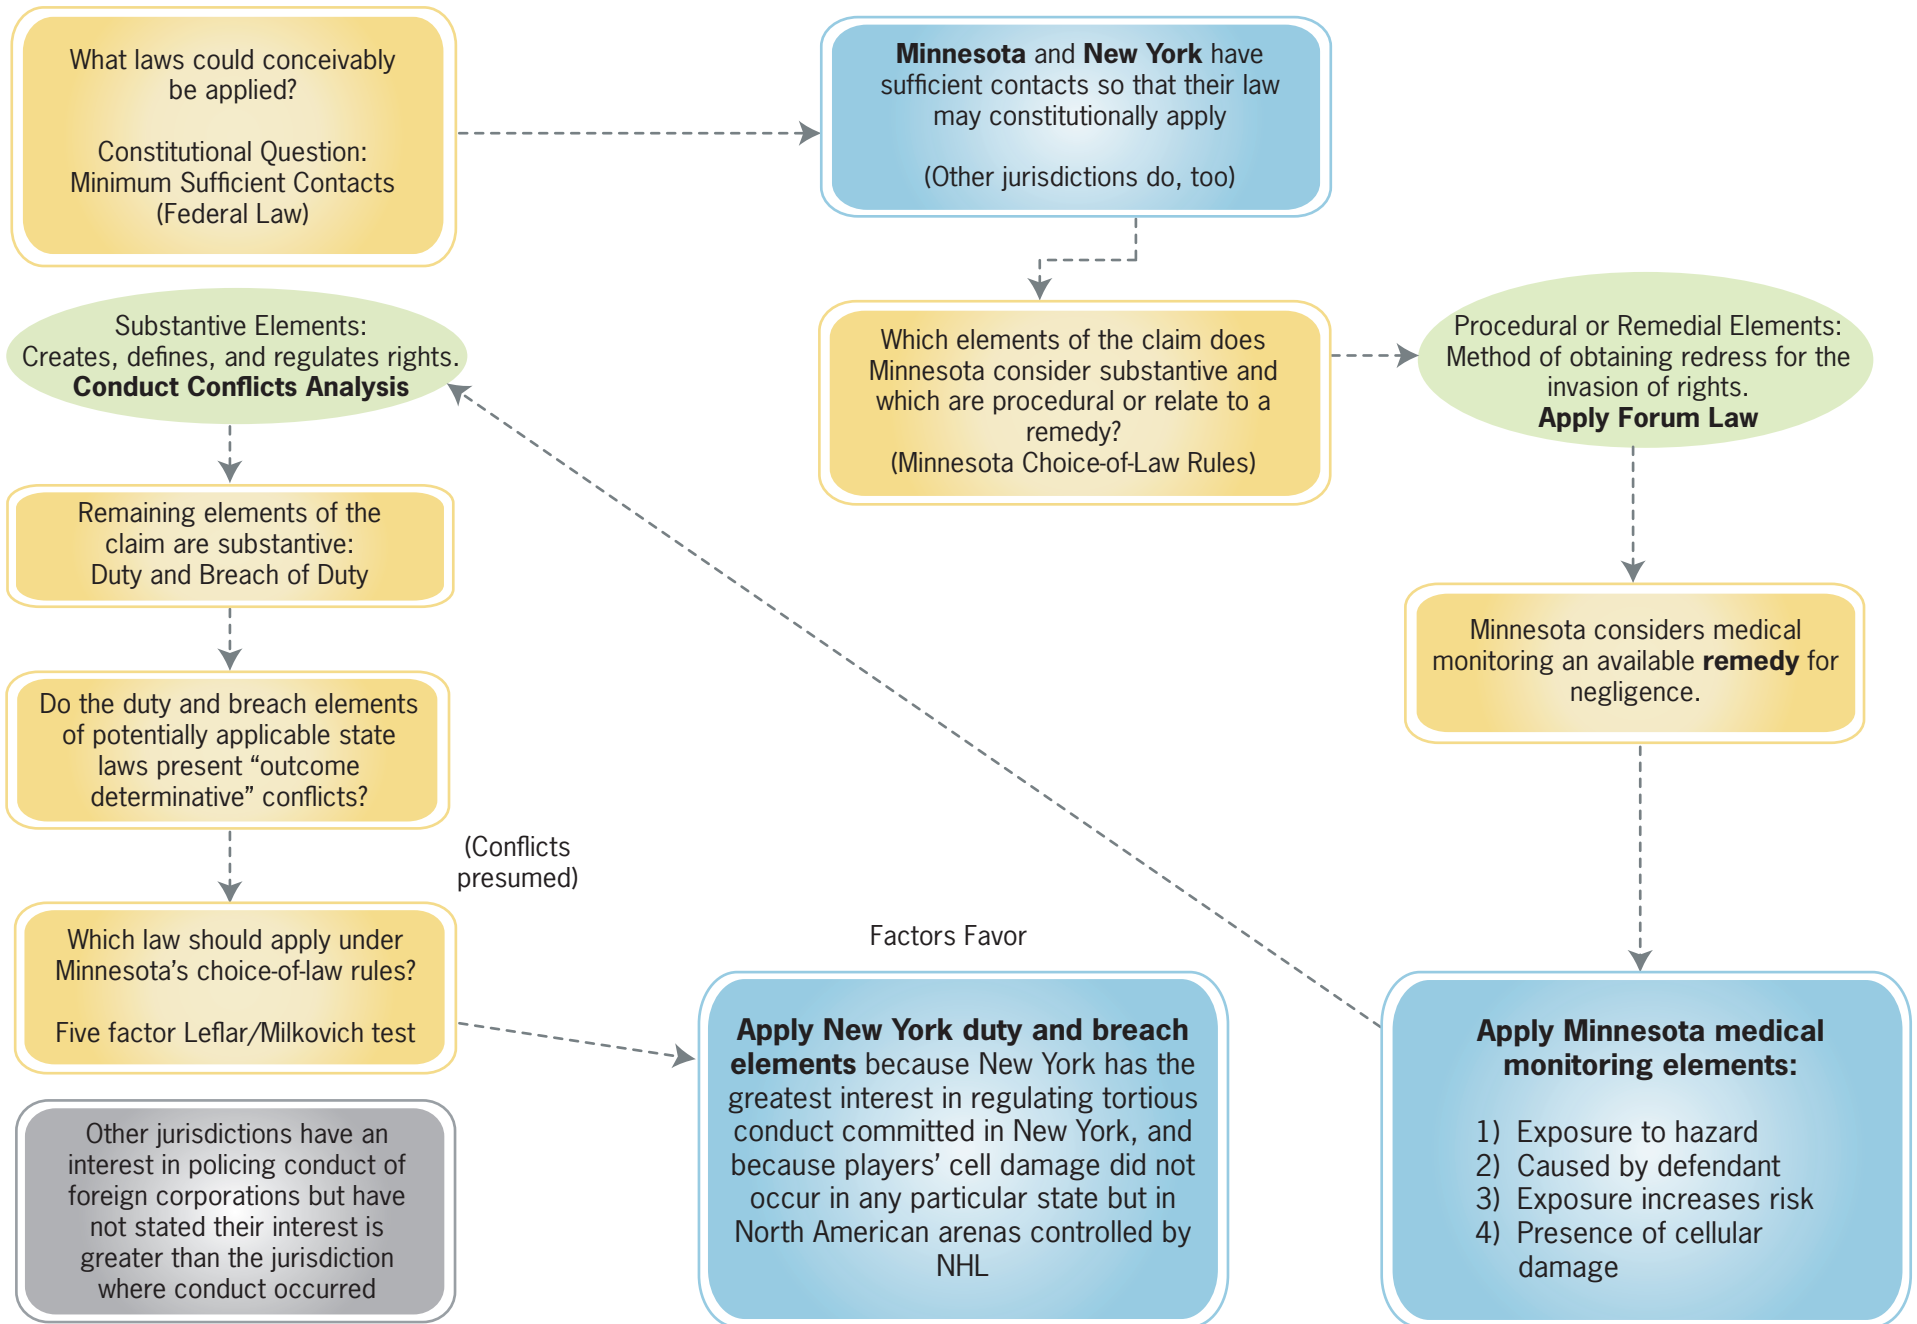 What laws could conceivably
be applied?
Constitutional Question:
Minimum Sufficient Contacts
(Federal Law)
Minnesota and New York have
sufficient contacts so that their law
may constitutionally apply
(Other jurisdictions do, too)
Which elements of the claim does
Minnesota consider substantive and
which are procedural or relate to a
remedy?
(Minnesota Choice-of-Law Rules)
Procedural or Remedial Elements:
Method of obtaining redress for the
invasion of rights.
Apply Forum Law
Minnesota considers medical
monitoring an available remedy for
negligence.
Apply Minnesota medical
monitoring elements:
1) Exposure to hazard
2) Caused by defendant
3) Exposure increases risk
4) Presence of cellular
damage
Substantive Elements:
Creates, defines, and regulates rights.
Conduct Conflicts Analysis
Remaining elements of the
claim are substantive:
Duty and Breach of Duty
Do the duty and breach elements
of potentially applicable state
laws present “outcome
determinative” conflicts?
(Conflicts
presumed)
Which law should apply under
Minnesota’s choice-of-law rules?
Five factor Leflar/Milkovich test
Factors Favor
Apply New York duty and breach
elements because New York has the
greatest interest in regulating tortious
conduct committed in New York, and
because players’ cell damage did not
occur in any particular state but in
North American arenas controlled by
NHL
Other jurisdictions have an
interest in policing conduct of
foreign corporations but have
not stated their interest is
greater than the jurisdiction
where conduct occurred